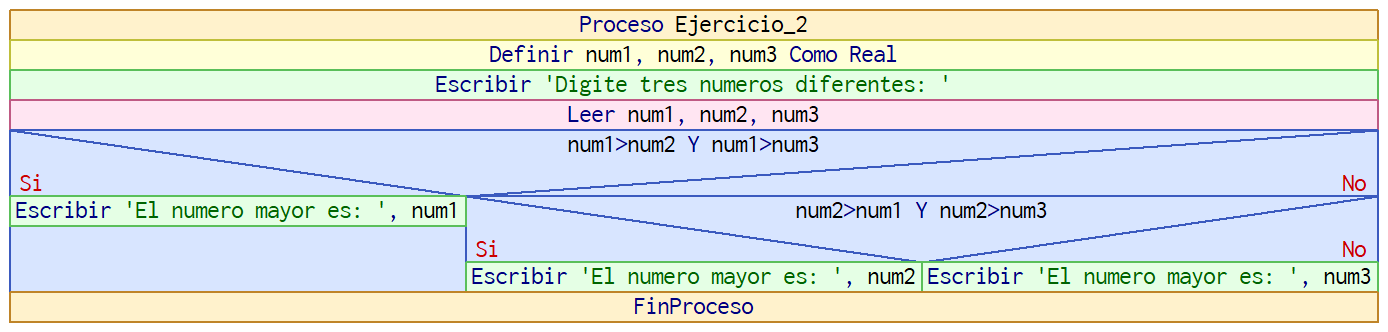 Proceso Ejercicio_2
Definir num1, num2, num3 Como Real
Escribir 'Digite tres numeros diferentes: '
Leer num1, num2, num3
num1>num2 Y num1>num3
Si No
Escribir 'El numero mayor es: ', num1
num2>num1 Y num2>num3
Si No
Escribir 'El numero mayor es: ', num2
Escribir 'El numero mayor es: ', num3
FinProceso